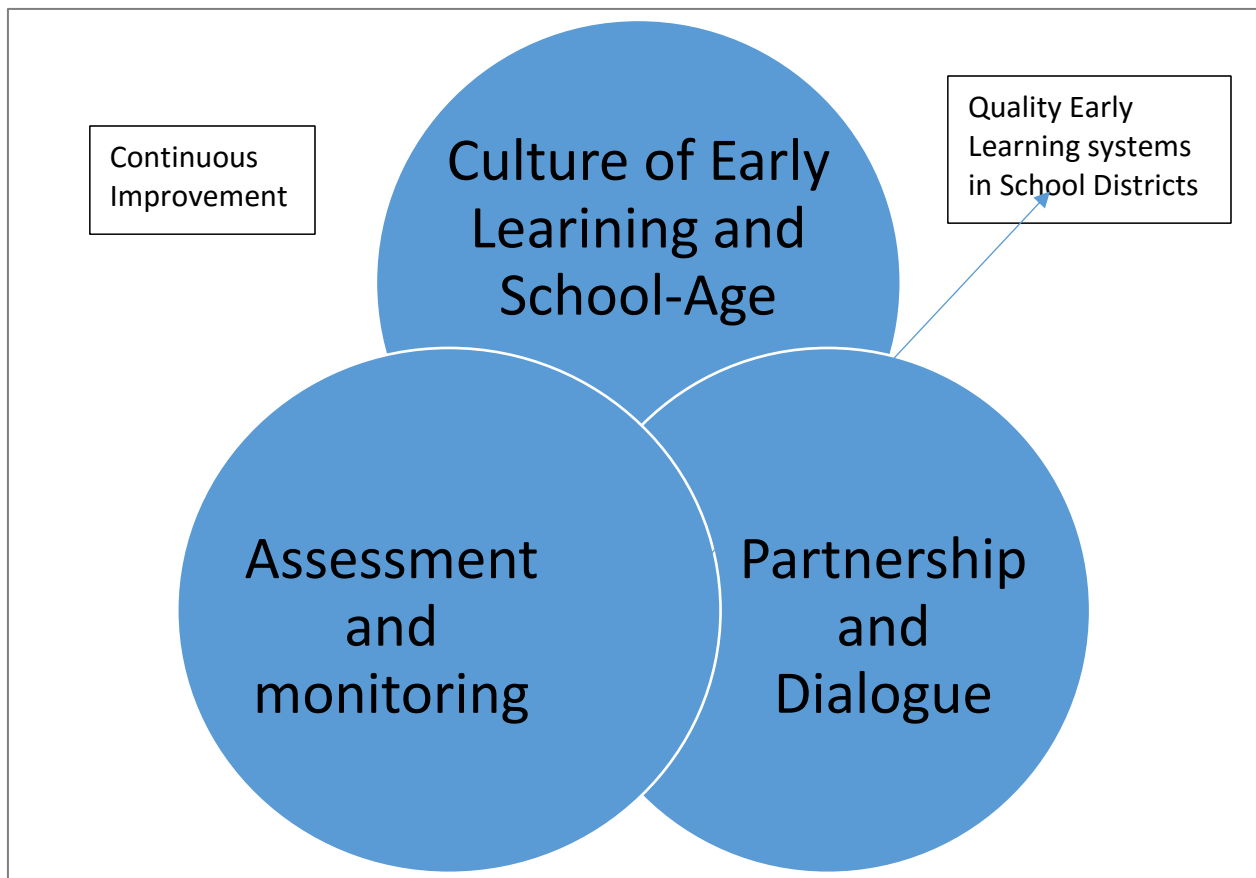 Continuous
Improvement
Culture of Early
Learining and
School-Age
Quality Early
Learning systems
in School Districts
Assessment
and
monitoring
Partnership
and
Dialogue